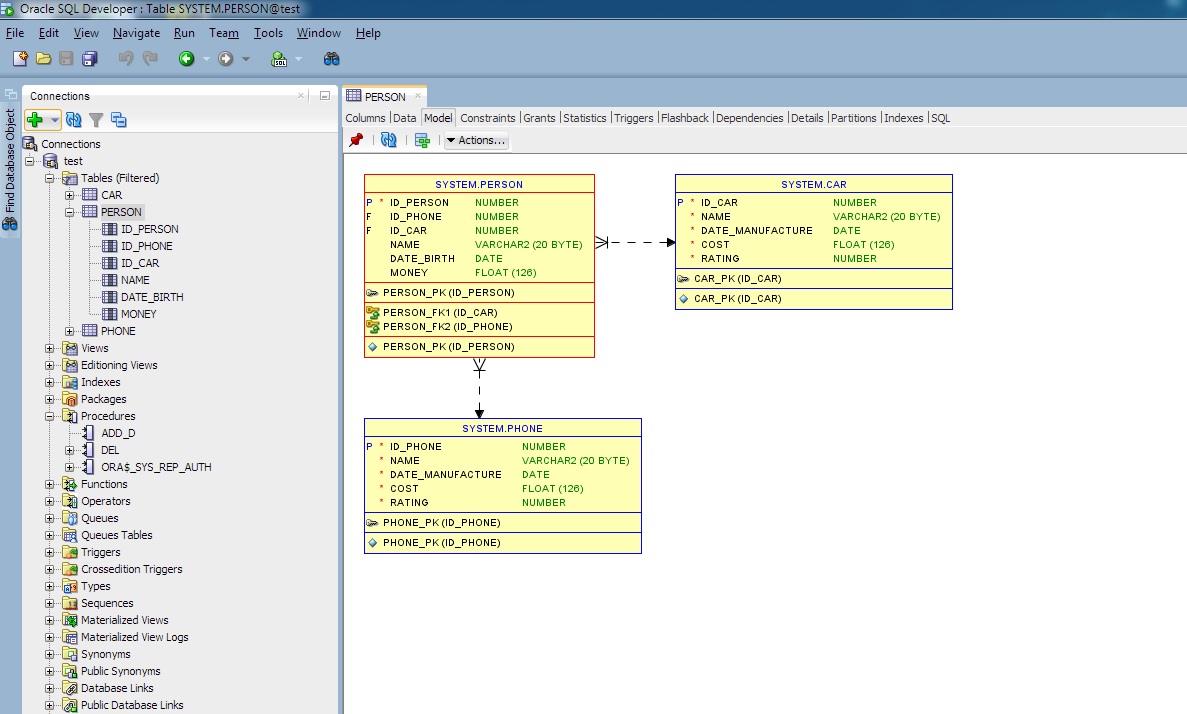 Oracle SQL Developer : Table SYSTEM.PERSON@test
File Edit View Navigate Run Team Tools Window Help
SQL
Find Database Object
Connections
Connections
test
Tables (Filtered)
CAR
PERSON
ID_PERSON
ID_PHONE
ID_CAR
NAME
DATE_BIRTH
MONEY
PHONE
Views
Editioning Views
Indexes
Packages
Procedures
ADD_D
DEL
ORA$_SYS_REP_AUTH
Functions
Operators
Queues
Queues Tables
Triggers
Crossedition Triggers
Types
Sequences
Materialized Views
Materialized View Logs
Synonyms
Public Synonyms
Database Links
Public Database Links
PERSON
Columns Data Model Constraints Grants Statistics Triggers Flashback Dependencies Details Partitions Indexes SQL
Actions...
SYSTEM.PERSON
P * ID_PERSON NUMBER
F ID_PHONE NUMBER
F ID_CAR NUMBER
NAME VARCHAR2 (20 BYTE)
DATE_BIRTH DATE
MONEY FLOAT (126)
PERSON_PK (ID_PERSON)
PERSON_FK1 (ID_CAR)
PERSON_FK2 (ID_PHONE)
PERSON_PK (ID_PERSON)
SYSTEM.CAR
P * ID_CAR NUMBER
* NAME VARCHAR2 (20 BYTE)
* DATE_MANUFACTURE DATE
* COST FLOAT (126)
* RATING NUMBER
CAR_PK (ID_CAR)
CAR_PK (ID_CAR)
SYSTEM.PHONE
P * ID_PHONE NUMBER
* NAME VARCHAR2 (20 BYTE)
* DATE_MANUFACTURE DATE
* COST FLOAT (126)
* RATING NUMBER
PHONE_PK (ID_PHONE)
PHONE_PK (ID_PHONE)